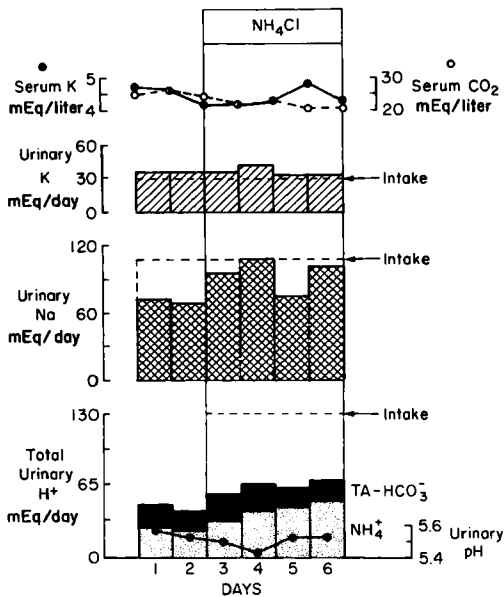 NH₄Cl
Serum K
mEq/liter
5
4
30
20
Serum CO₂
mEq/liter
Urinary
K
mEq/day
60
30
0
Intake
Urinary
Na
mEq/day
120
60
0
Intake
Total
Urinary
H⁺
mEq/day
130
65
0
Intake
TA-HCO₃⁻
NH₄⁺
5.6
5.4
Urinary
pH
1 2 3 4 5 6
DAYS